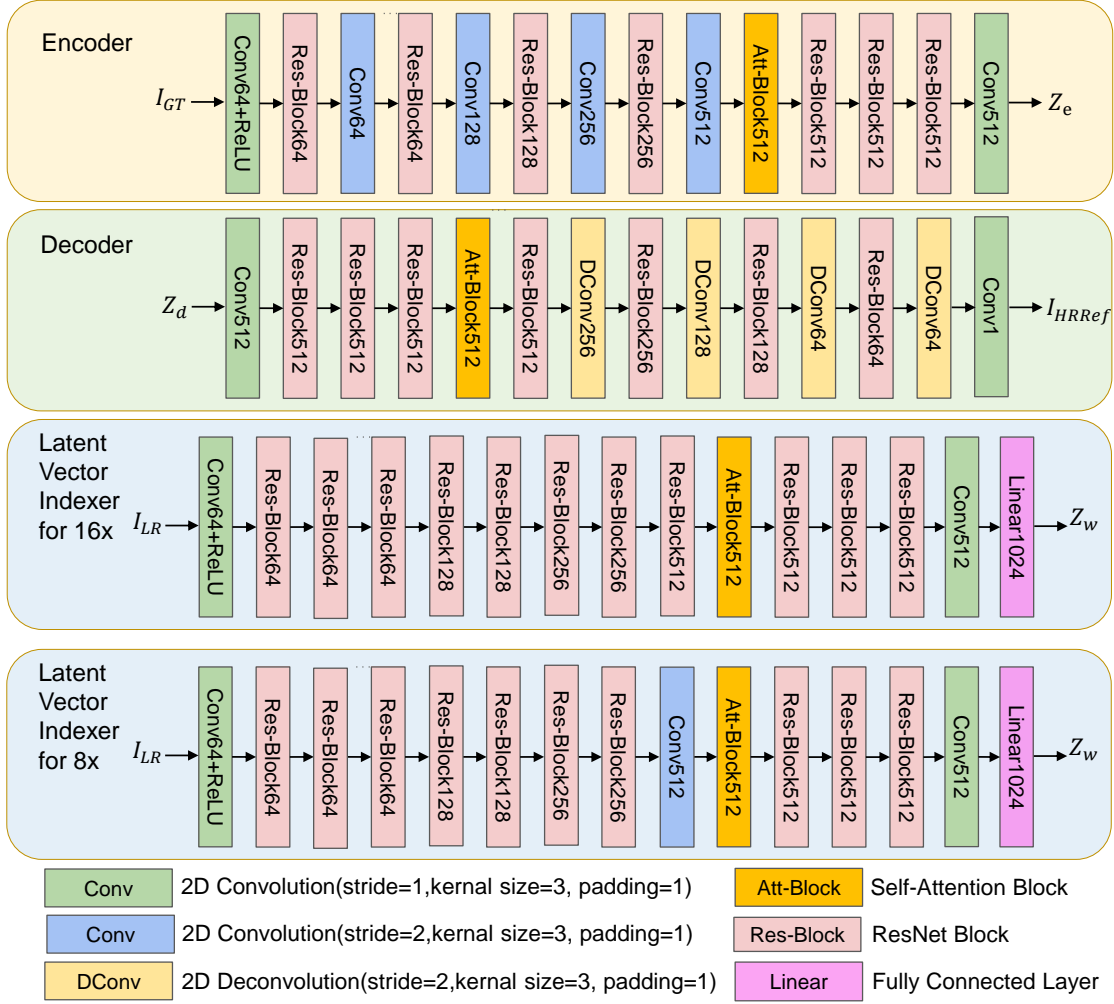 Encoder
I_GT
Conv64+ReLU
Res-Block64
Conv64
Res-Block64
Conv128
Res-Block128
Conv256
Res-Block256
Conv512
Att-Block512
Res-Block512
Res-Block512
Res-Block512
Conv512
Z_e
Decoder
Z_d
Conv512
Res-Block512
Res-Block512
Res-Block512
Att-Block512
Res-Block512
DConv256
Res-Block256
DConv128
Res-Block128
DConv64
Res-Block64
DConv64
Conv1
I_HRRef
Latent
Vector
Indexer
for 16x
I_LR
Conv64+ReLU
Res-Block64
Res-Block64
Res-Block64
Res-Block128
Res-Block128
Res-Block256
Res-Block256
Res-Block512
Att-Block512
Res-Block512
Res-Block512
Res-Block512
Conv512
Linear1024
Z_w
Latent
Vector
Indexer
for 8x
I_LR
Conv64+ReLU
Res-Block64
Res-Block64
Res-Block64
Res-Block128
Res-Block128
Res-Block256
Res-Block256
Conv512
Att-Block512
Res-Block512
Res-Block512
Res-Block512
Conv512
Linear1024
Z_w
Conv 2D Convolution(stride=1,kernal size=3, padding=1)
Att-Block Self-Attention Block
Conv 2D Convolution(stride=2,kernal size=3, padding=1)
Res-Block ResNet Block
DConv 2D Deconvolution(stride=2,kernal size=3, padding=1)
Linear Fully Connected Layer